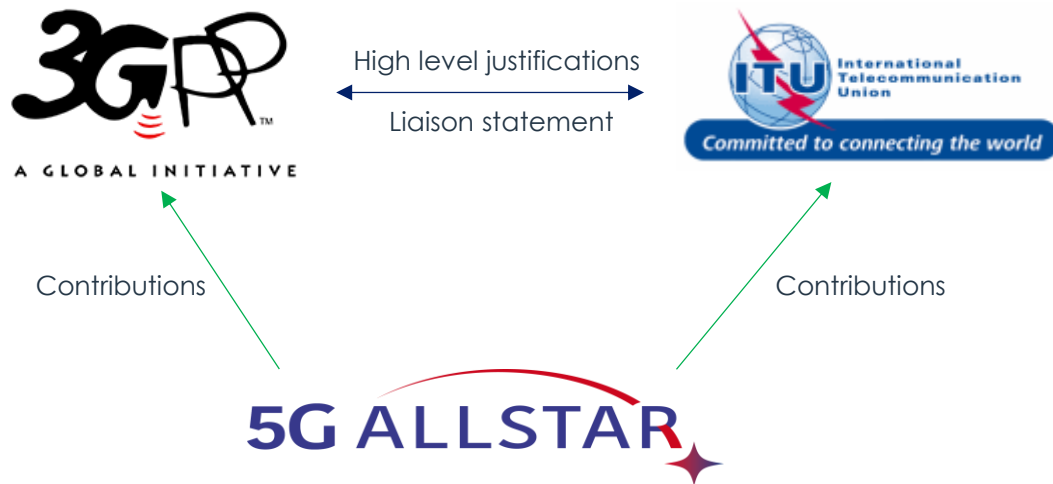 3GPP™
A GLOBAL INITIATIVE
High level justifications
Liaison statement
ITU
International
Telecommunication
Union
Committed to connecting the world
Contributions
Contributions
5G ALLSTAR